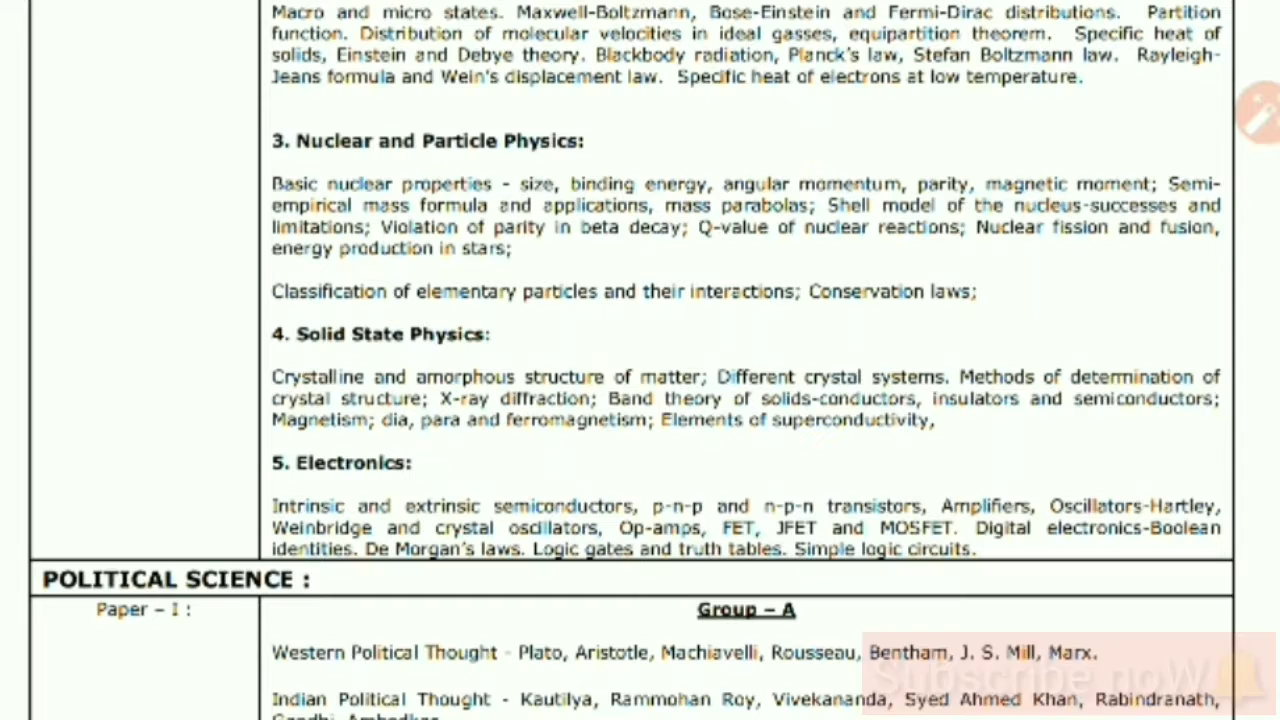 Macro and micro states. Maxwell-Boltzmann, Bose-Einstein and Fermi-Dirac distributions. Partition
function. Distribution of molecular velocities in ideal gasses, equipartition theorem. Specific heat of
solids, Einstein and Debye theory. Blackbody radiation, Planck's law, Stefan Boltzmann law. Rayleigh-
Jeans formula and Wein's displacement law. Specific heat of electrons at low temperature.
3. Nuclear and Particle Physics:
Basic nuclear properties - size, binding energy, angular momentum, parity, magnetic moment; Semi-
empirical mass formula and applications, mass parabolas; Shell model of the nucleus-successes and
limitations; Violation of parity in beta decay; Q-value of nuclear reactions; Nuclear fission and fusion,
energy production in stars;
Classification of elementary particles and their interactions; Conservation laws;
4. Solid State Physics:
Crystalline and amorphous structure of matter; Different crystal systems. Methods of determination of
crystal structure; X-ray diffraction; Band theory of solids-conductors, insulators and semiconductors;
Magnetism; dia, para and ferromagnetism; Elements of superconductivity,
5. Electronics:
Intrinsic and extrinsic semiconductors, p-n-p and n-p-n transistors, Amplifiers, Oscillators-Hartley,
Weinbridge and crystal oscillators, Op-amps, FET, JFET and MOSFET. Digital electronics-Boolean
identities. De Morgan's laws. Logic gates and truth tables. Simple logic circuits.
POLITICAL SCIENCE :
Paper – I :
Group – A
Western Political Thought - Plato, Aristotle, Machiavelli, Rousseau, Bentham, J. S. Mill, Marx.
Subscribe noW
Indian Political Thought - Kautilya, Rammohan Roy, Vivekananda, Syed Ahmed Khan, Rabindranath,
Gandhi, Ambedkar